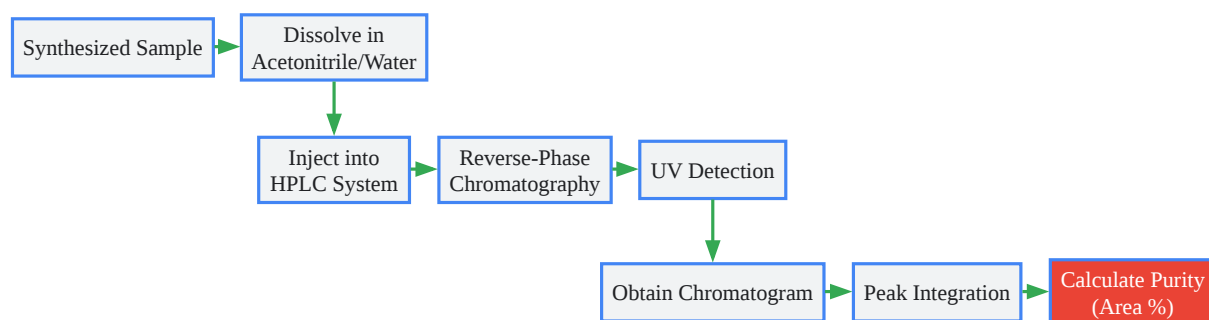 Synthesized Sample
Dissolve in
Acetonitrile/Water
Inject into
HPLC System
Reverse-Phase
Chromatography
UV Detection
Obtain Chromatogram
Peak Integration
Calculate Purity
(Area %)